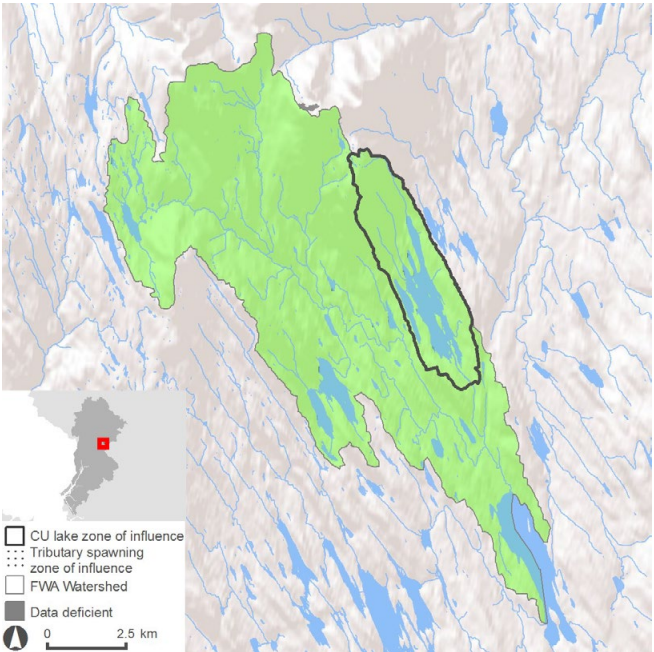 CU lake zone of influence
Tributary spawning
zone of influence
FWA Watershed
Data deficient
0 2.5 km